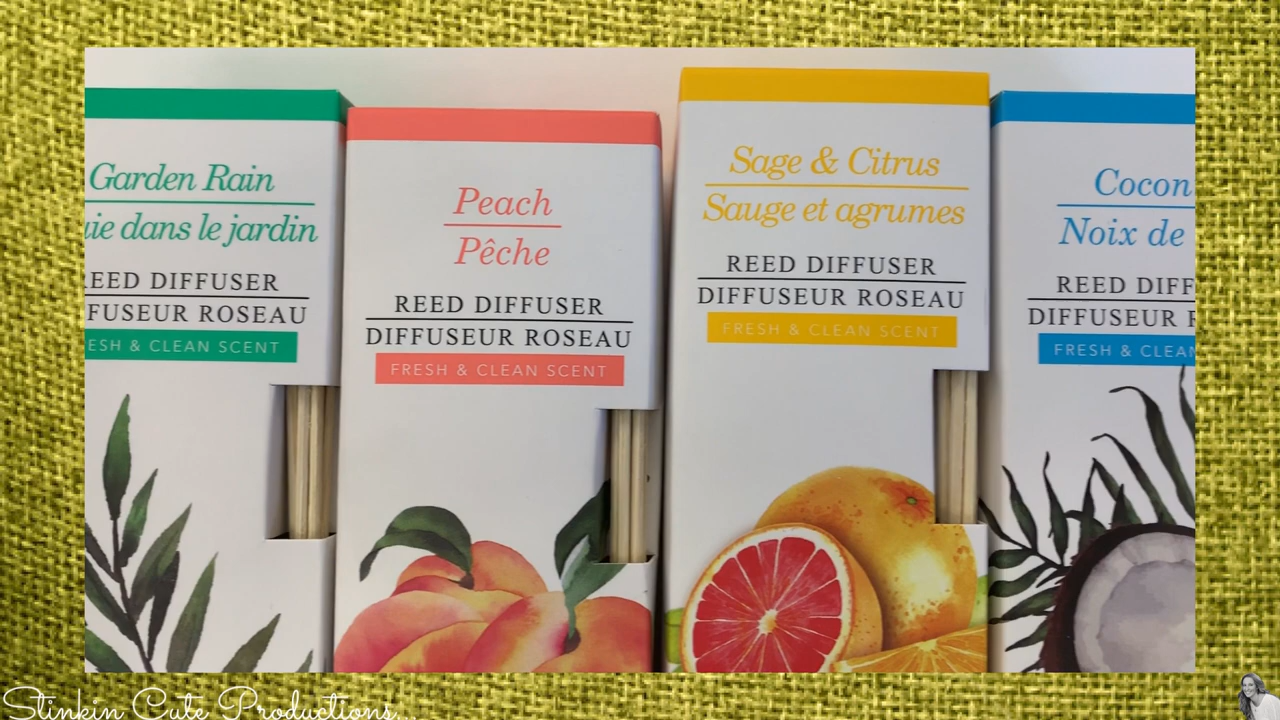 Garden Rain
dans le jardin
REED DIFFUSER
DIFFUSEUR ROSEAU
FRESH & CLEAN SCENT
Peach
Pêche
REED DIFFUSER
DIFFUSEUR ROSEAU
FRESH & CLEAN SCENT
Sage & Citrus
Sauge et agrumes
REED DIFFUSER
DIFFUSEUR ROSEAU
FRESH & CLEAN SCENT
Cocon
Noix de
REED DIFF
DIFFUSEUR R
FRESH & CLEAN
Stinkin Cute Productions...